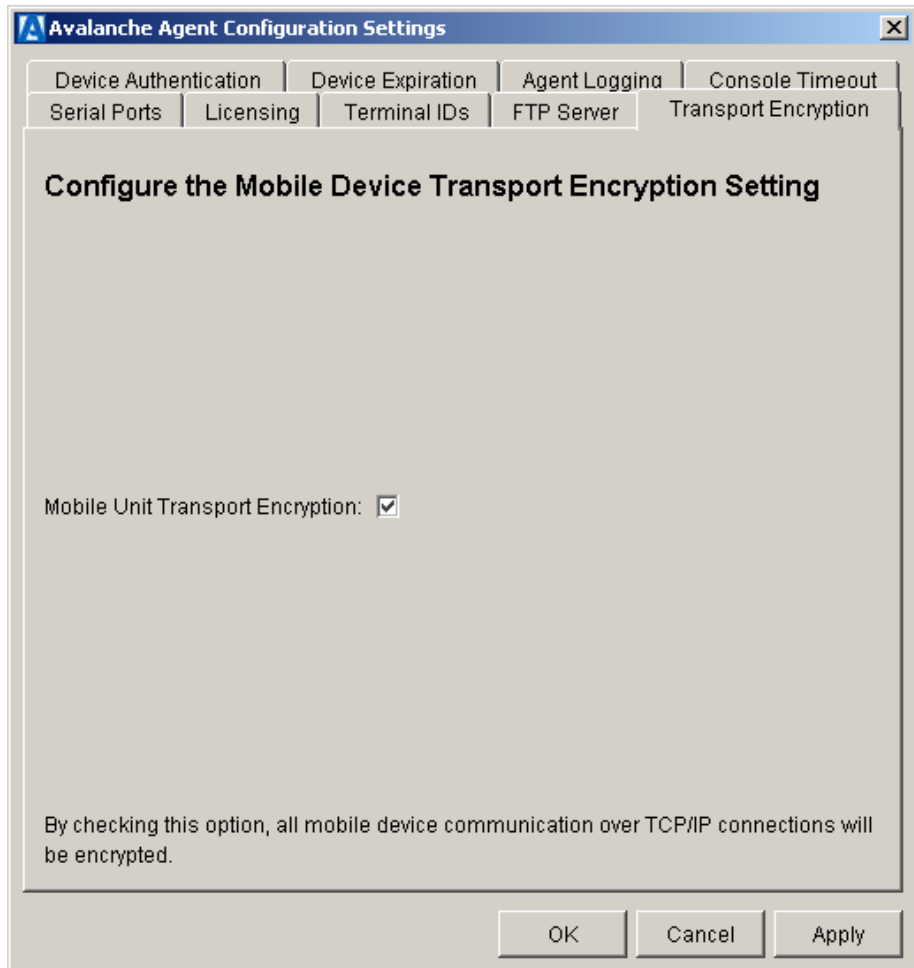 Avalanche Agent Configuration Settings
Device Authentication Device Expiration Agent Logging Console Timeout
Serial Ports Licensing Terminal IDs FTP Server Transport Encryption
Configure the Mobile Device Transport Encryption Setting
Mobile Unit Transport Encryption:
By checking this option, all mobile device communication over TCP/IP connections will
be encrypted.
OK Cancel Apply